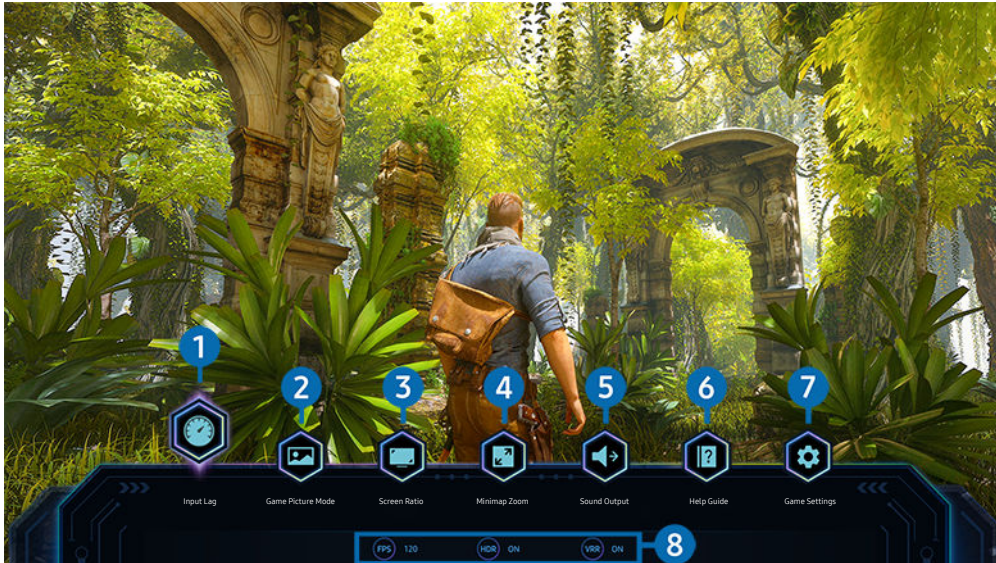 1
2
3
4
5
6
7
Input Lag
Game Picture Mode
Screen Ratio
Minimap Zoom
Sound Output
Help Guide
Game Settings
FPS 120 HDR ON VRR ON 8